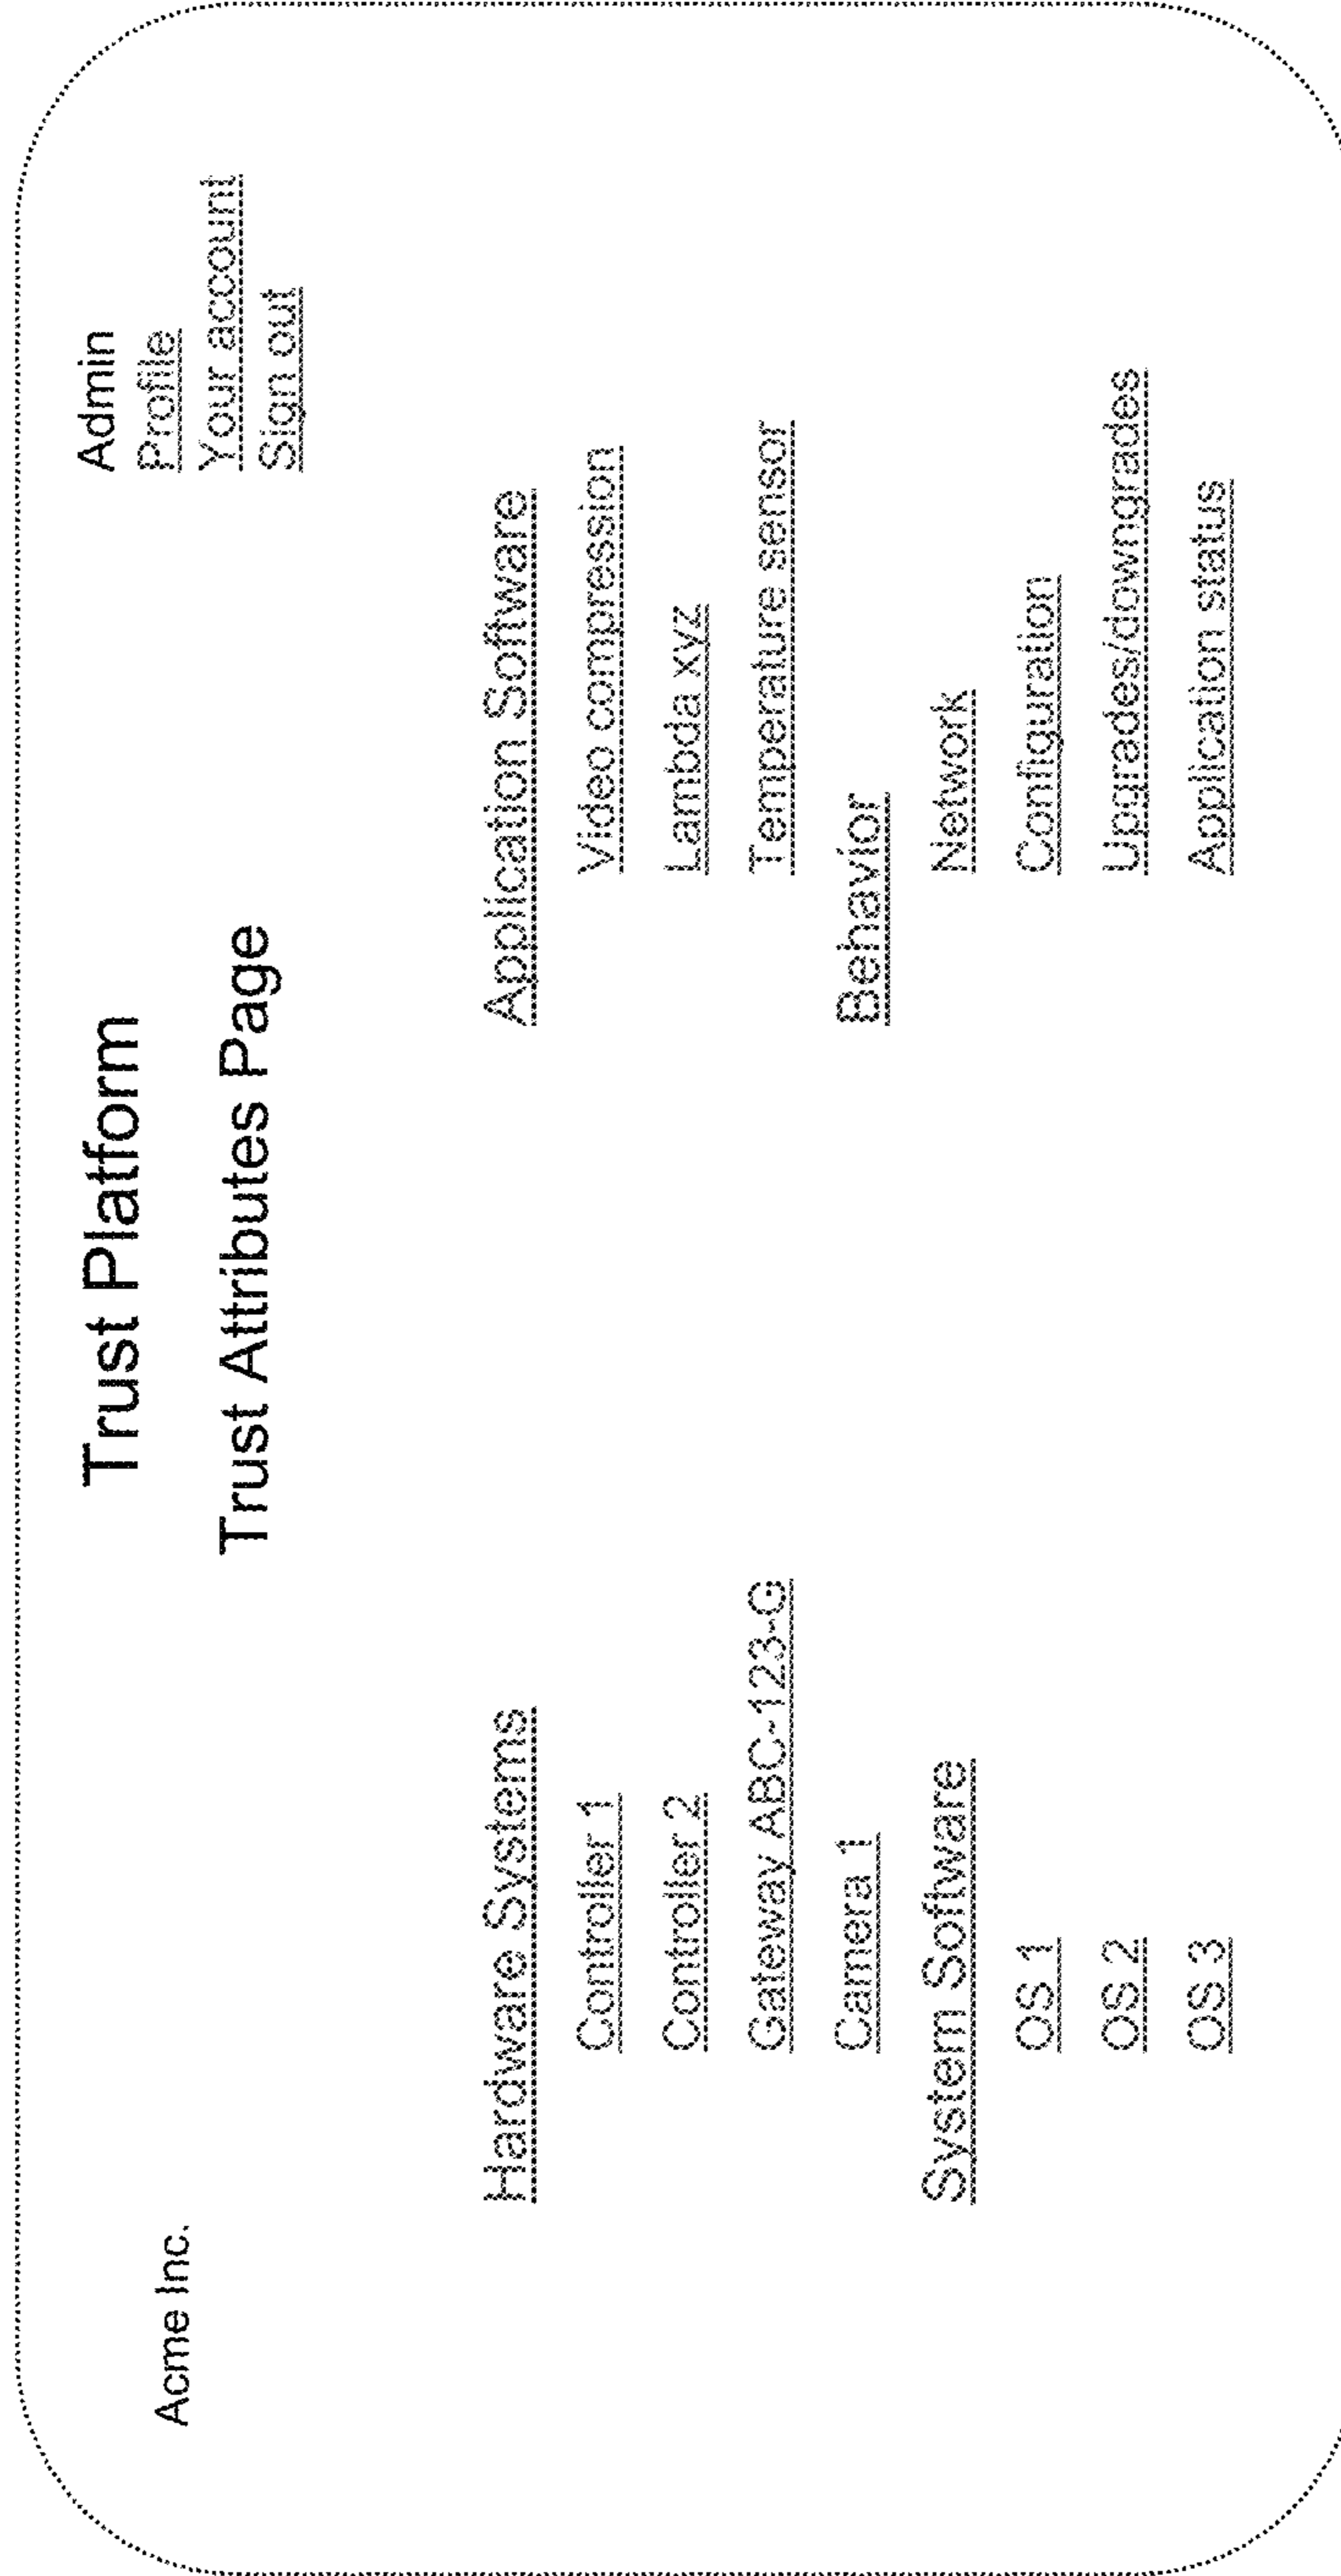 Trust Platform
Acme Inc.
Trust Attributes Page
Admin
Profile
Your account
Sign out
Hardware Systems
Controller 1
Controller 2
Gateway ABC-123-G
Camera 1
System Software
OS 1
OS 2
OS 3
Application Software
Video compression
Lambda xyz
Temperature sensor
Behavior
Network
Configuration
Upgrades/downgrades
Application status